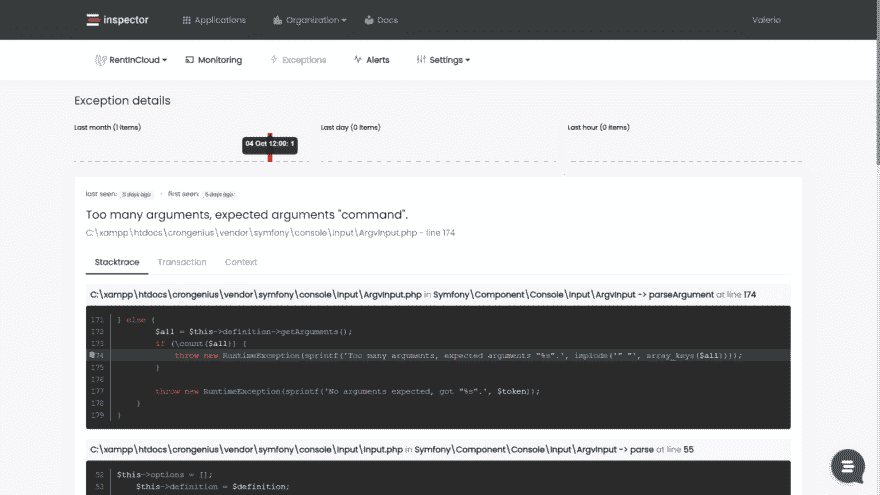 inspector Applications Organization Docs Valerio
RentInCloud Monitoring Exceptions Alerts Settings
Exception details
Last month (1 items) Last day (0 items) Last hour (0 items)
04 Oct 12:00: 1
last seen: 5 days ago - first seen: 5 days ago
Too many arguments, expected arguments "command".
C:\xampp\htdocs\crongenius\vendor\symfony\console\Input\ArgvInput.php - line 174
Stacktrace Transaction Context
C:\xampp\htdocs\crongenius\vendor\symfony\console\Input\ArgvInput.php in Symfony\Component\Console\Input\ArgvInput -> parseArgument at line 174
171 } else {
172 $all = $this->definition->getArguments();
173 if (\count($all)) {
174 throw new RuntimeException(sprintf('Too many arguments, expected arguments "%s".', implode('" "', array_keys($all))));
175 }
176
177 throw new RuntimeException(sprintf('No arguments expected, got "%s".', $token));
178 }
179 }
C:\xampp\htdocs\crongenius\vendor\symfony\console\Input\Input.php in Symfony\Component\Console\Input\ArgvInput -> parse at line 55
52 $this->options = [];
53 $this->definition = $definition;